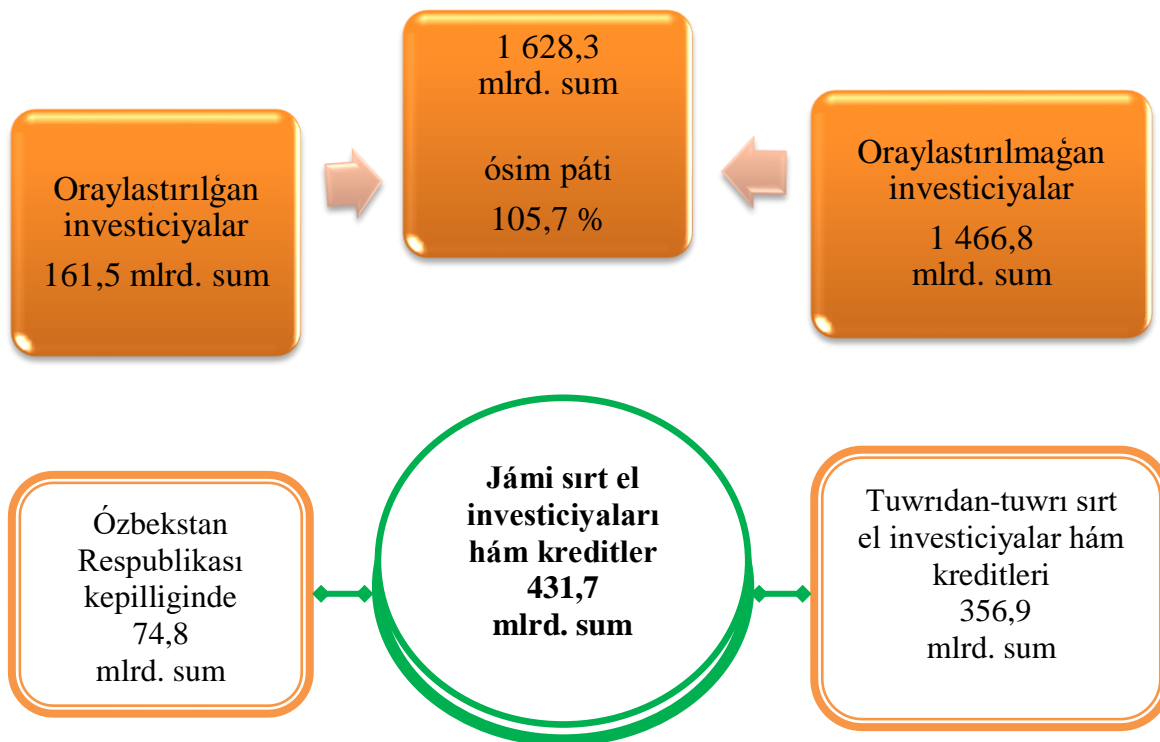 Oraylastırılǵan
investiciyalar
161,5 mlrd. sum
1 628,3
mlrd. sum
ósim páti
105,7 %
Oraylastırılmaǵan
investiciyalar
1 466,8
mlrd. sum
Ózbekstan
Respublikası
kepilliginde
74,8
mlrd. sum
Jámi sırt el
investiciyaları
hám kreditler
431,7
mlrd. sum
Tuwrıdan-tuwrı sırt
el investiciyalar hám
kreditleri
356,9
mlrd. sum